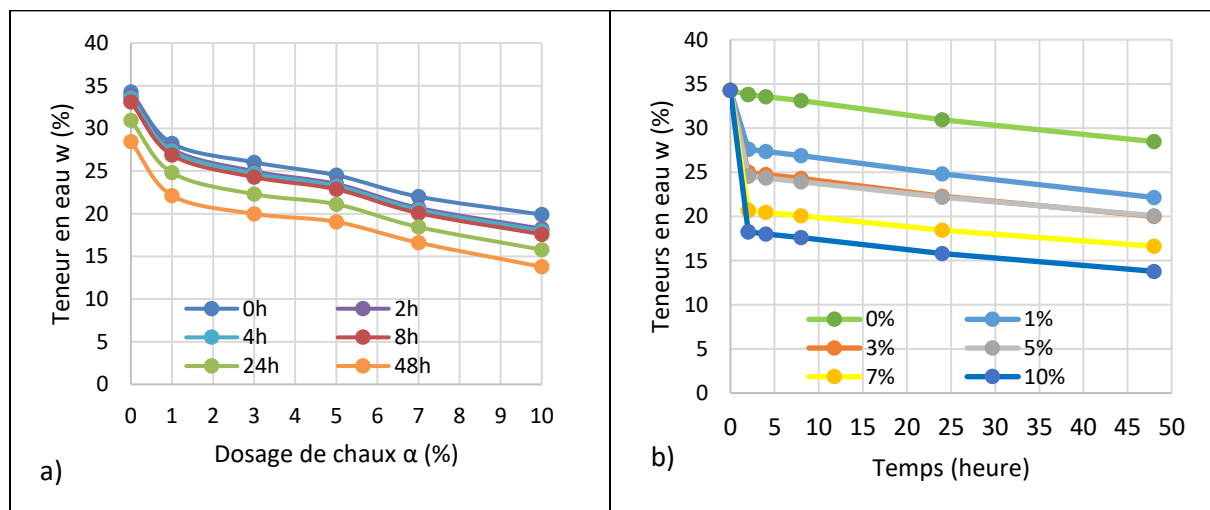 40
35
30
25
20
15
10
5
0
Teneur en eau w (%)
0h 2h
4h 8h
24h 48h
0 1 2 3 4 5 6 7 8 9 10
Dosage de chaux α (%)
a)
40
35
30
25
20
15
10
5
0
Teneurs en eau w (%)
0% 1%
3% 5%
7% 10%
0 5 10 15 20 25 30 35 40 45 50
Temps (heure)
b)